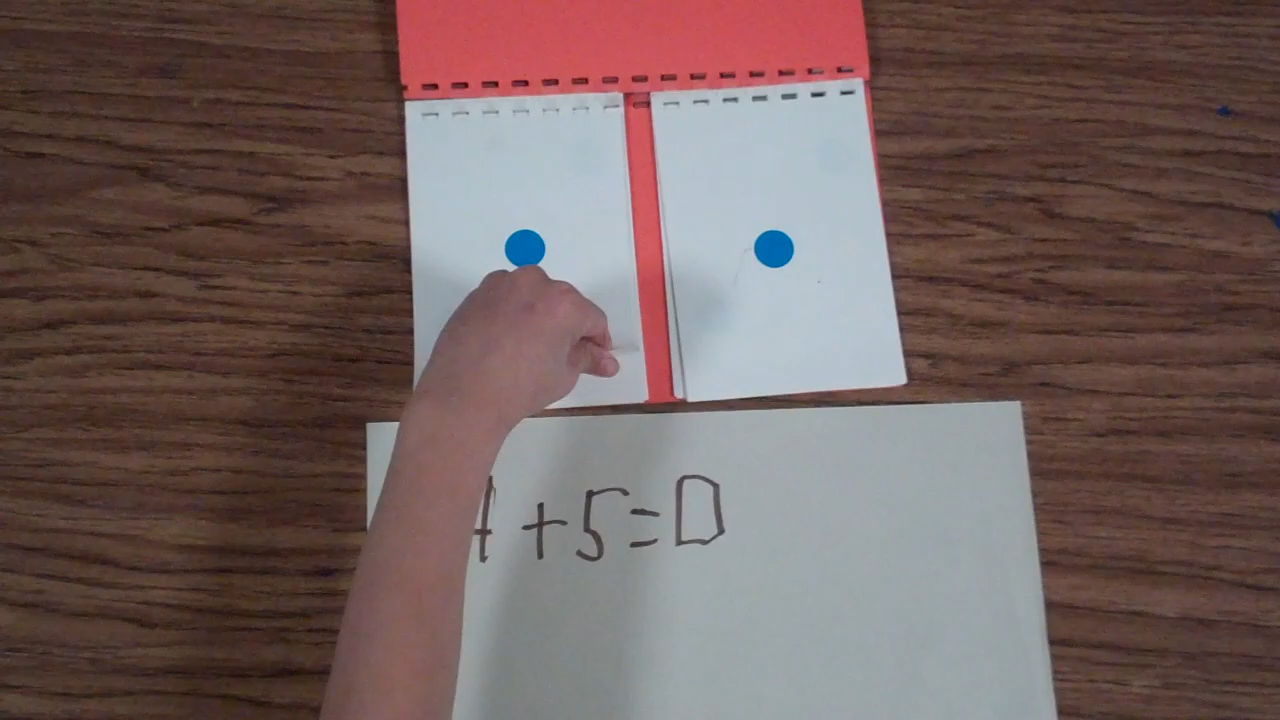 4 + 5 = □